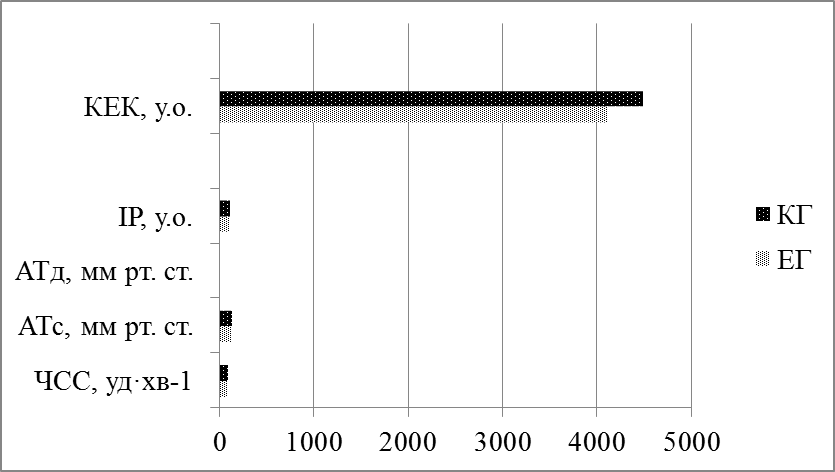 КЕК, у.о.
ІР, у.о.
АТд, мм рт. ст.
АТс, мм рт. ст.
ЧСС, уд·хв-1
0 1000 2000 3000 4000 5000
КГ
ЕГ